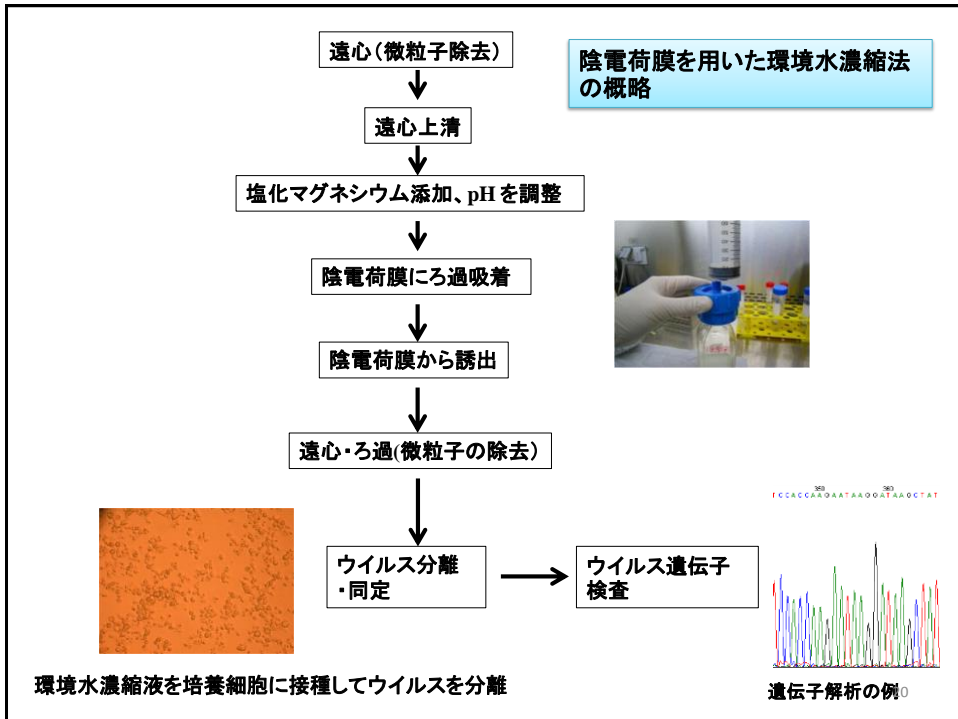 遠心（微粒子除去）
陰電荷膜を用いた環境水濃縮法
の概略
遠心上清
塩化マグネシウム添加、pHを調整
陰電荷膜にろ過吸着
陰電荷膜から誘出
遠心・ろ過(微粒子の除去）
ウイルス分離
・同定
ウイルス遺伝子
検査
350 360
T C C A C C A A G A A T A A G G A T A A G C T A T
環境水濃縮液を培養細胞に接種してウイルスを分離
遺伝子解析の例